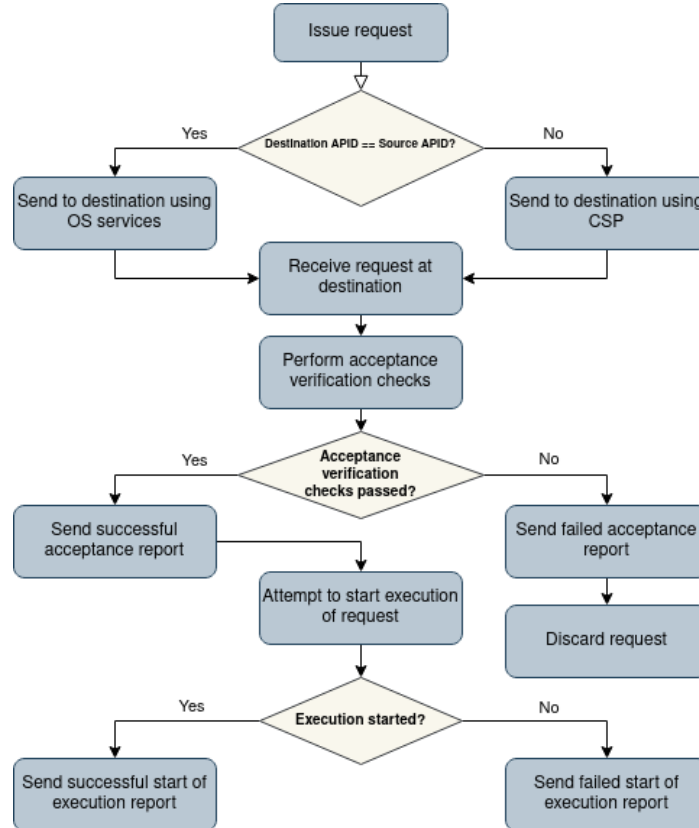 Issue request
Destination APID == Source APID?
Yes
No
Send to destination using
OS services
Send to destination using
CSP
Receive request at
destination
Perform acceptance
verification checks
Acceptance
verification
checks passed?
Yes
No
Send successful
acceptance report
Send failed acceptance
report
Attempt to start execution
of request
Discard request
Execution started?
Yes
No
Send successful start of
execution report
Send failed start of
execution report